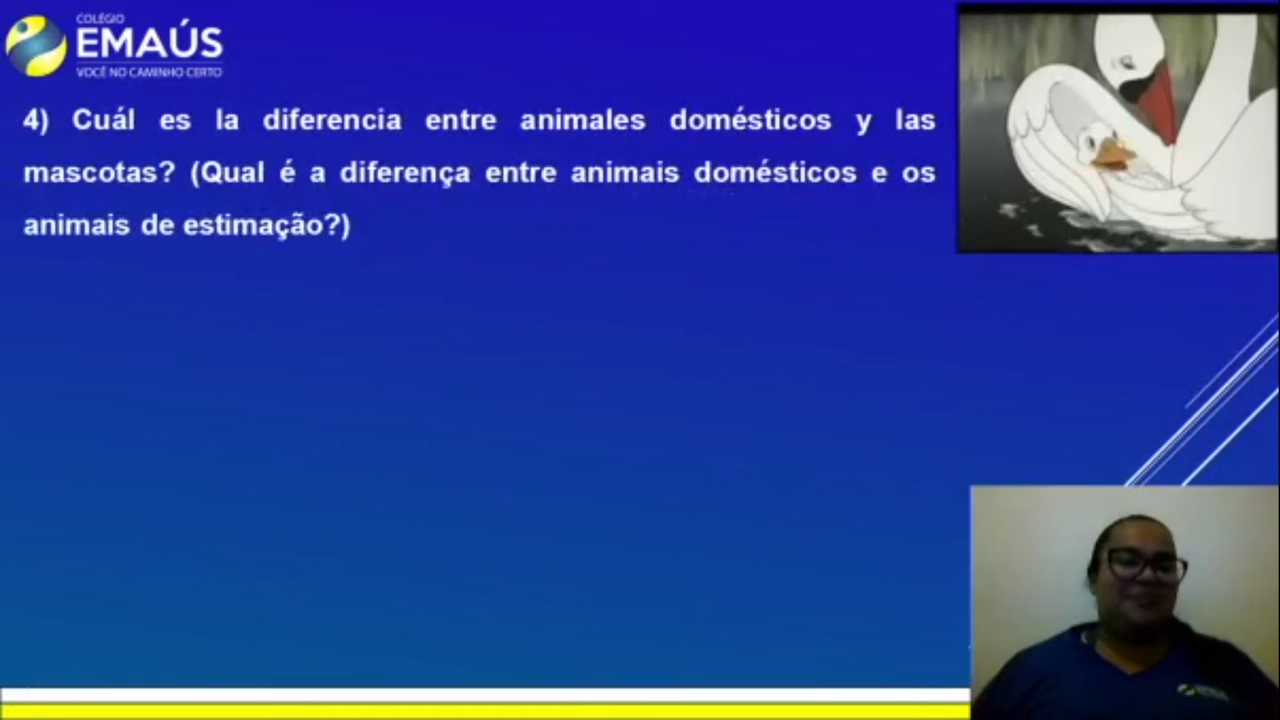 COLÉGIO
EMAÚS
VOCÊ NO CAMINHO CERTO
4) Cuál es la diferencia entre animales domésticos y las
mascotas? (Qual é a diferença entre animais domésticos e os
animais de estimação?)
EMAÚS